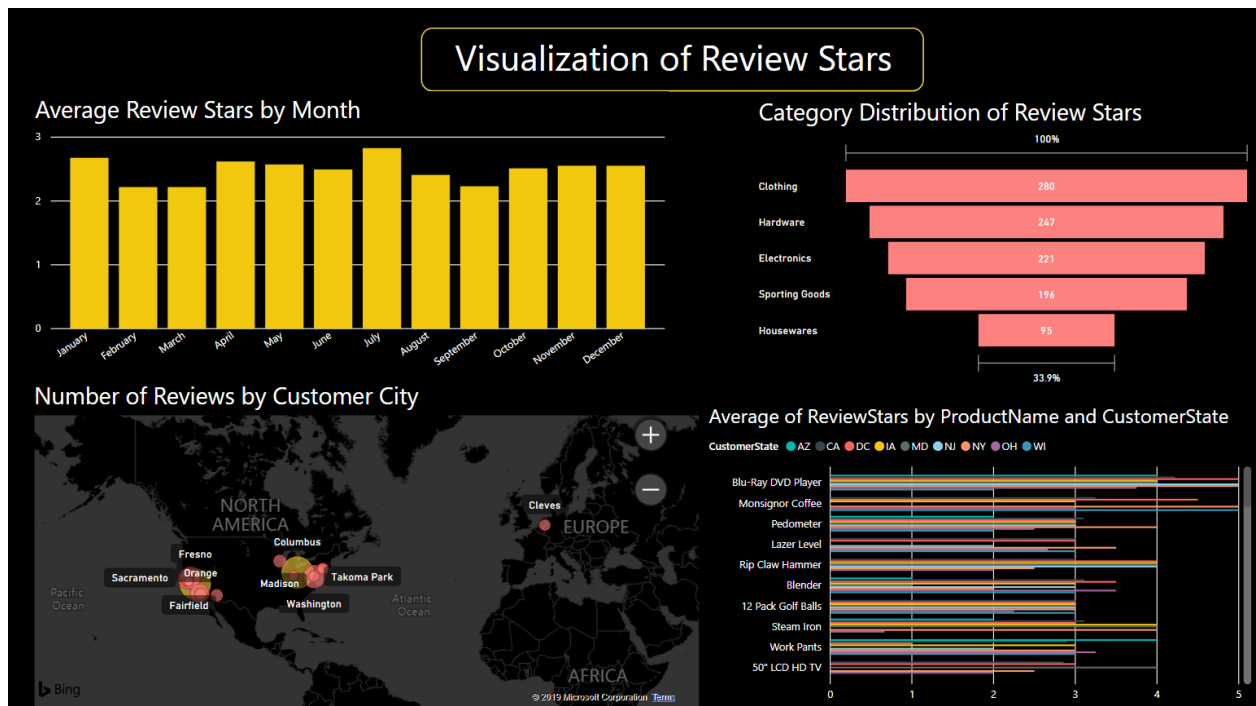 Visualization of Review Stars
Average Review Stars by Month
3
2
1
0
January
February
March
April
May
June
July
August
September
October
November
December
Category Distribution of Review Stars
100%
Clothing
280
Hardware
247
Electronics
221
Sporting Goods
196
Housewares
95
33.9%
Number of Reviews by Customer City
NORTH
AMERICA
EUROPE
AFRICA
Pacific
Ocean
Atlantic
Ocean
Cleves
Columbus
Fresno
Orange
Sacramento
Fairfield
Madison
Takoma Park
Washington
+
−
Bing
© 2019 Microsoft Corporation Terms
Average of ReviewStars by ProductName and CustomerState
CustomerState AZ CA DC IA MD NJ NY OH WI
Blu-Ray DVD Player
Monsignor Coffee
Pedometer
Lazer Level
Rip Claw Hammer
Blender
12 Pack Golf Balls
Steam Iron
Work Pants
50" LCD HD TV
0 1 2 3 4 5